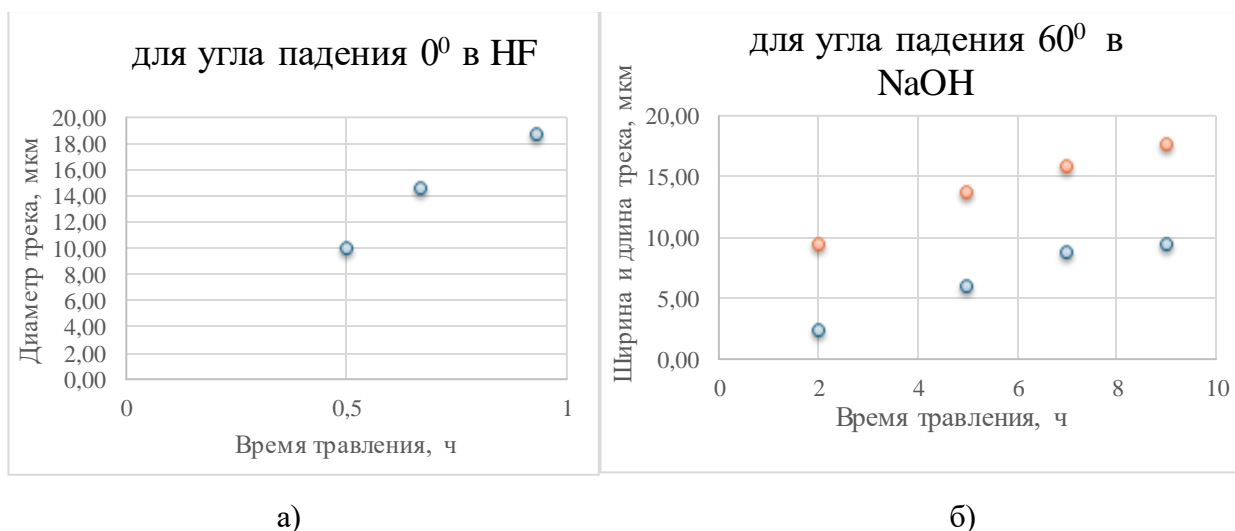 для угла падения 0⁰ в HF
Диаметр трека, мкм
20,00
18,00
16,00
14,00
12,00
10,00
8,00
6,00
4,00
2,00
0,00
0
0,5
1
Время травления, ч
а)
для угла падения 60⁰ в
NaOH
Ширина и длина трека, мкм
20,00
15,00
10,00
5,00
0,00
0
2
4
6
8
10
Время травления, ч
б)